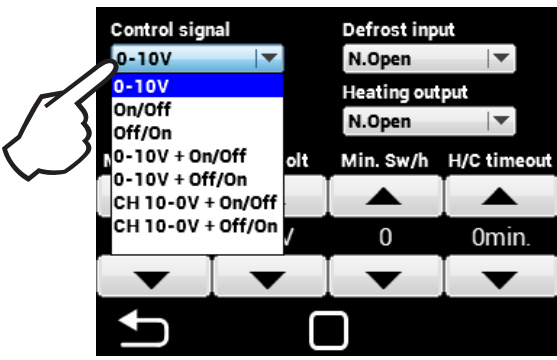 Control signal
Defrost input
0-10V
N.Open
0-10V
Heating output
On/Off
N.Open
Off/On
0-10V + On/Off
Min. Sw/h
H/C timeout
0-10V + Off/On
CH 10-0V + On/Off
CH 10-0V + Off/On
0
0min.